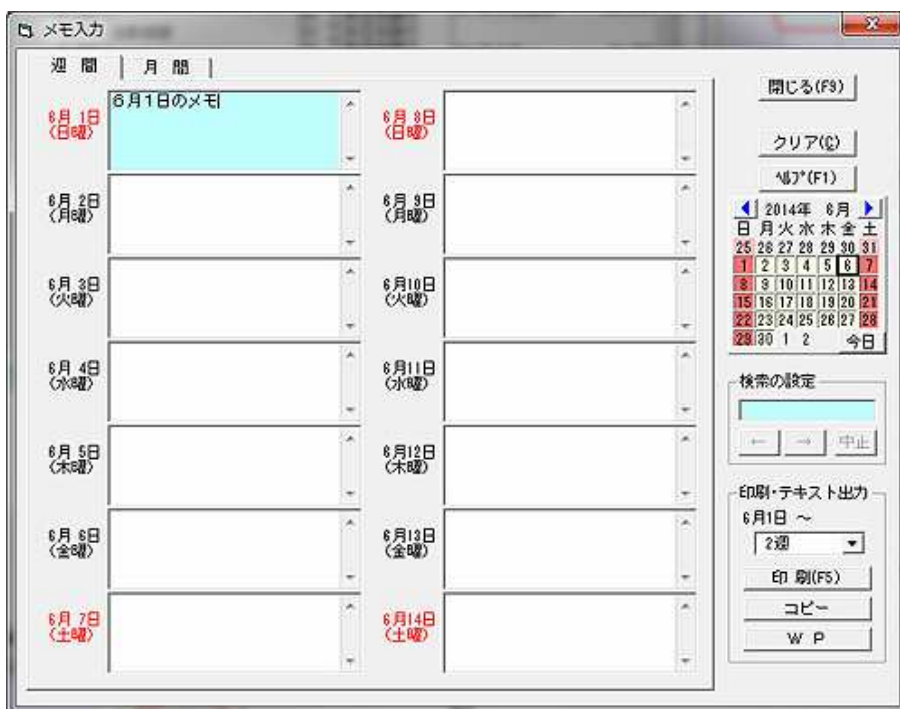 メモ入力
週 間 | 月 間 |
6月 1日
(日曜)
6月1日のメモ
6月 2日
(月曜)
6月 3日
(火曜)
6月 4日
(水曜)
6月 5日
(木曜)
6月 6日
(金曜)
6月 7日
(土曜)
6月 8日
(日曜)
6月 9日
(月曜)
6月10日
(火曜)
6月11日
(水曜)
6月12日
(木曜)
6月13日
(金曜)
6月14日
(土曜)
閉じる(F9)
クリア(C)
ヘルプ(F1)
2014年 6月
日 月 火 水 木 金 土
25 26 27 28 29 30 31
1 2 3 4 5 6 7
8 9 10 11 12 13 14
15 16 17 18 19 20 21
22 23 24 25 26 27 28
29 30 1 2 今日
検索の設定
← → 中止
印刷・テキスト出力
6月1日 ~
2週
印 刷(F5)
コピー
W P